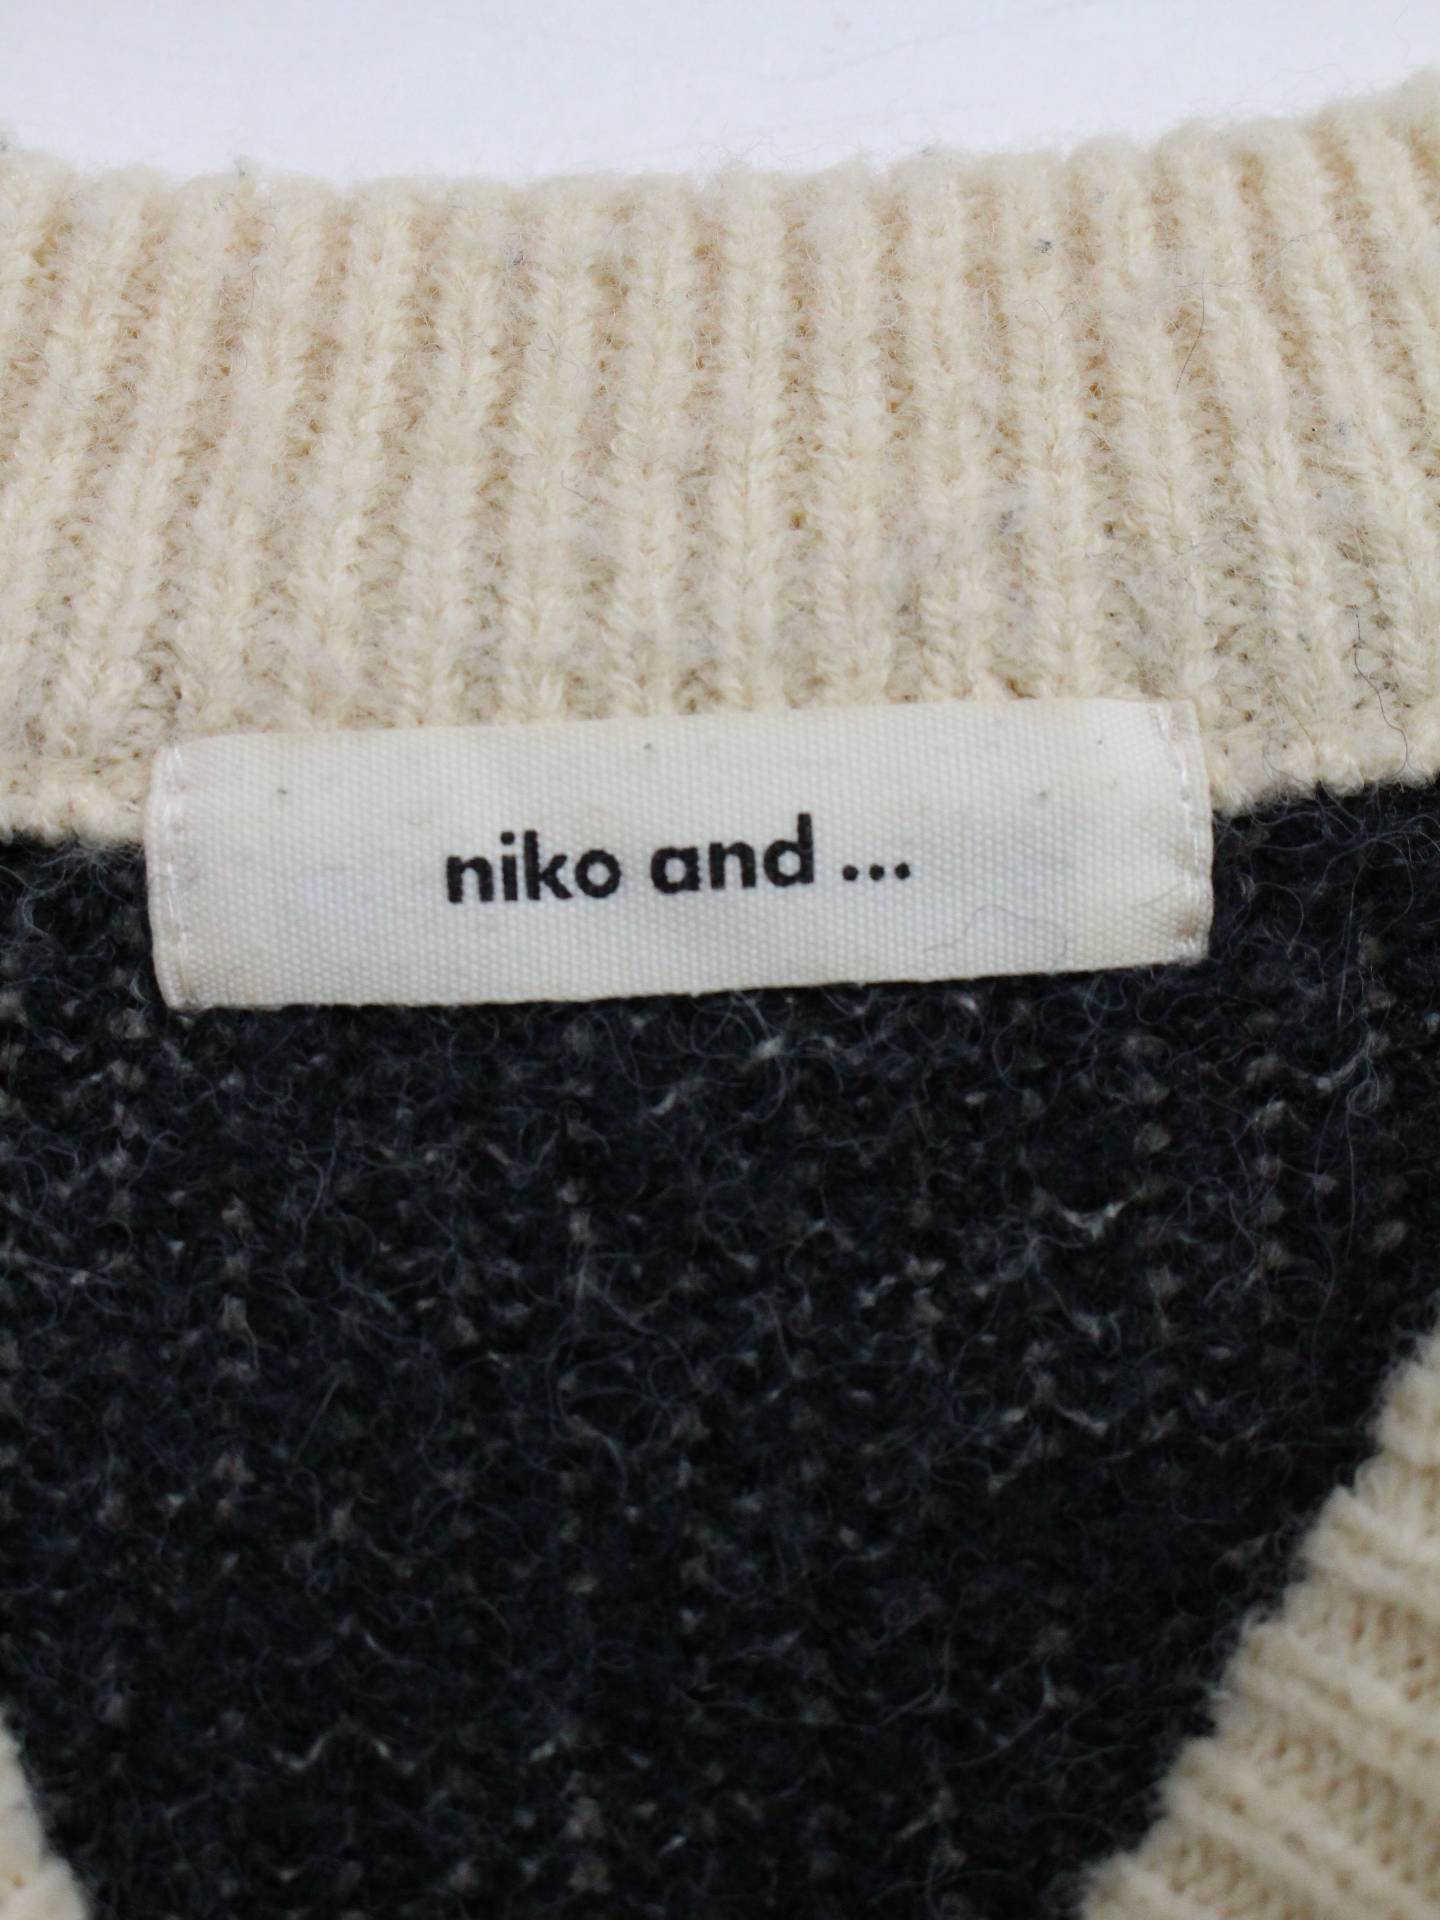 niko and ...